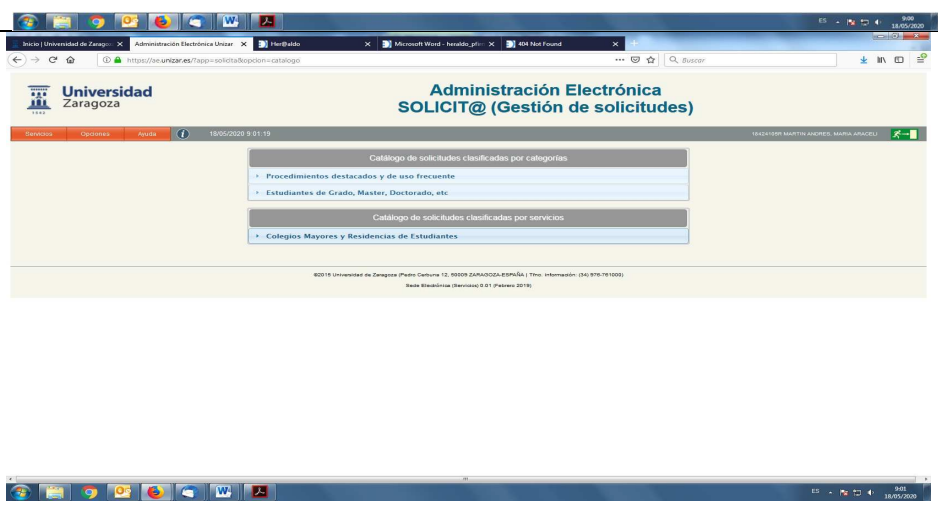 ES 9:00
18/05/2020
Inicio | Universidad de Zaragoz
Administración Electrónica Unizar
Her@aldo
Microsoft Word - heraldo_pfin
404 Not Found
https://ae.unizar.es/?app=solicita&opcion=catalogo
Buscar
Universidad
Zaragoza
1542
Administración Electrónica
SOLICIT@ (Gestión de solicitudes)
Servicios Opciones Ayuda 18/05/2020 9:01:19
MARTIN ANDRES, MARIA ARACELI
Catálogo de solicitudes clasificadas por categorías
Procedimientos destacados y de uso frecuente
Estudiantes de Grado, Master, Doctorado, etc
Catálogo de solicitudes clasificadas por servicios
Colegios Mayores y Residencias de Estudiantes
©2019 Universidad de Zaragoza (Pedro Cerbuna 12, 50009 ZARAGOZA-ESPAÑA | Tfno. información: (34) 976-761000)
Sede Electrónica (Servicios) 0.01 (Febrero 2019)
ES 9:01
18/05/2020